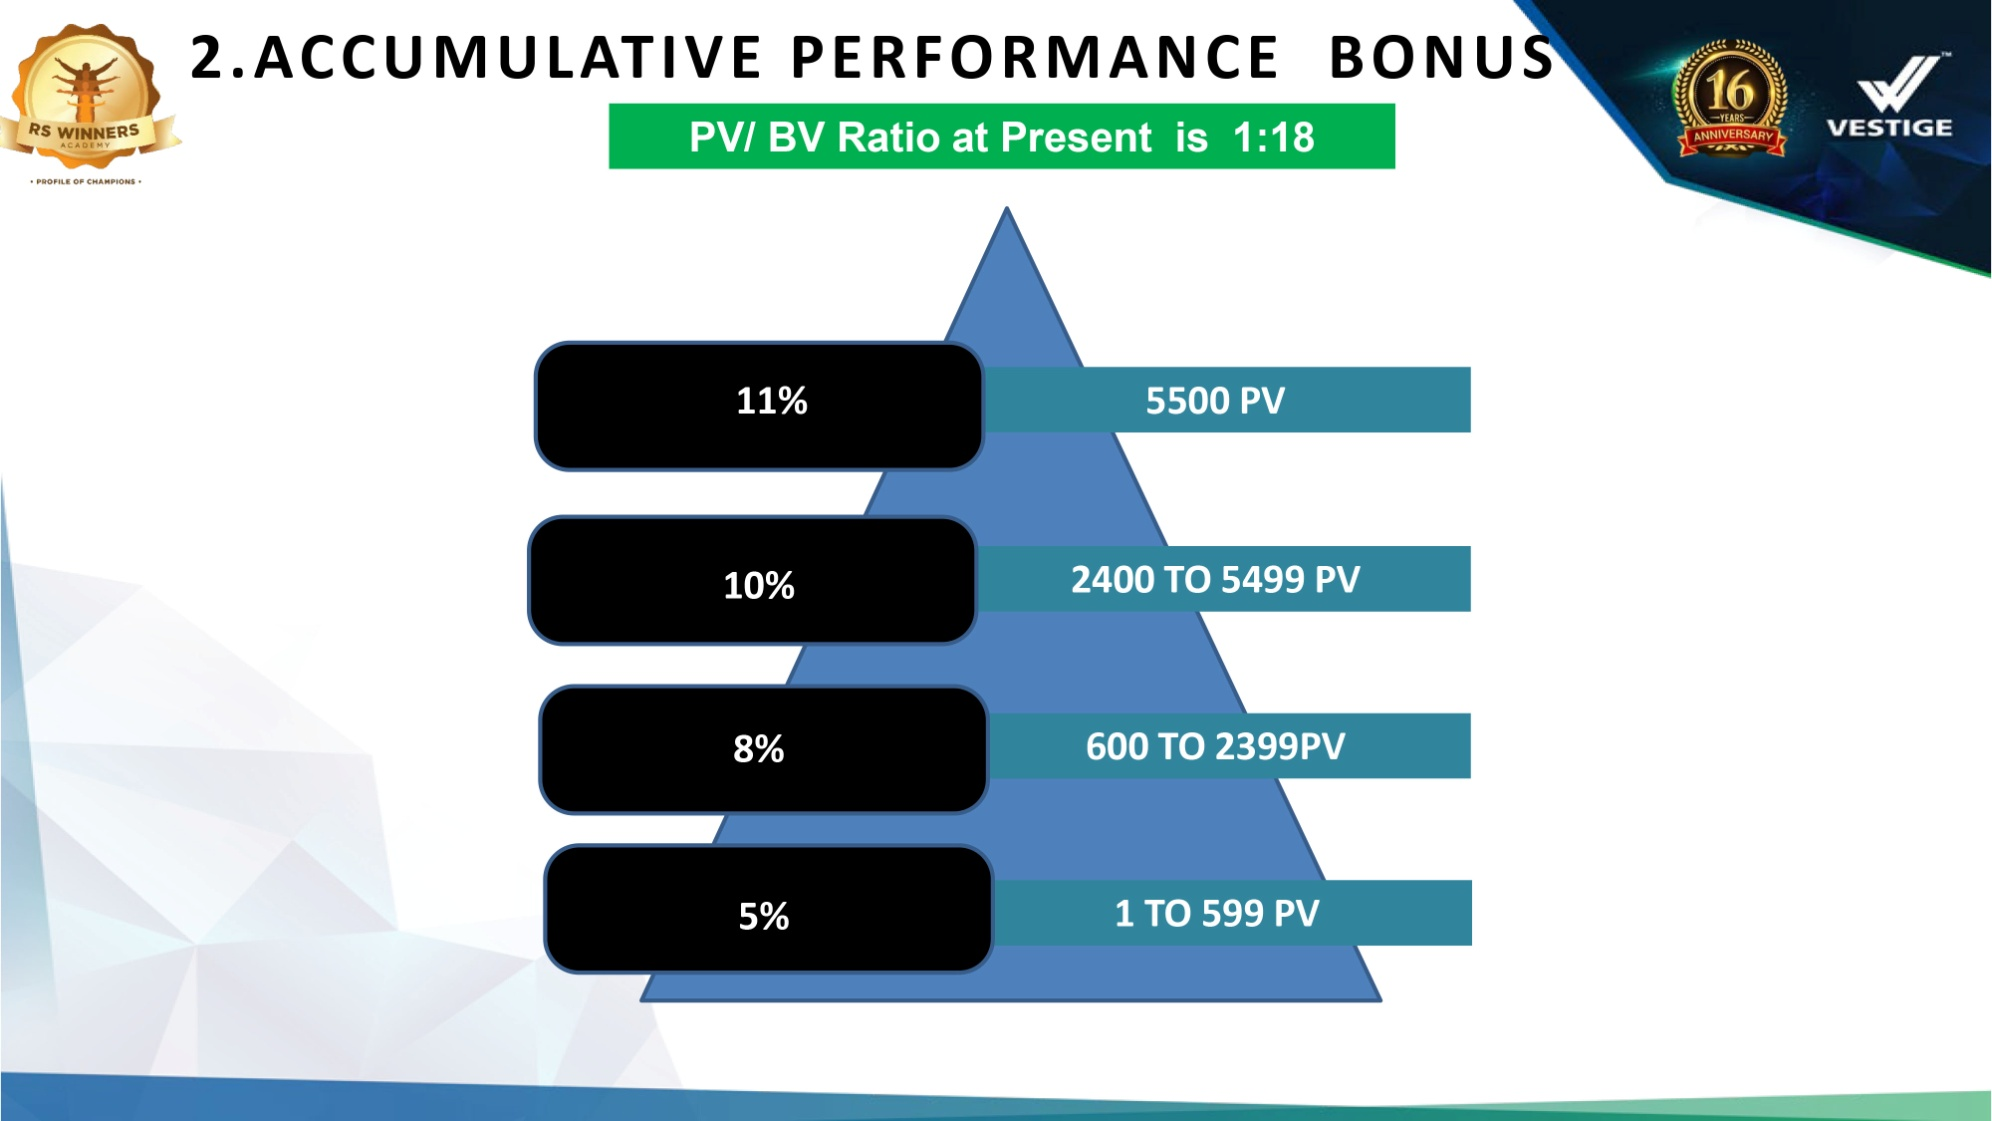 2.ACCUMULATIVE PERFORMANCE BONUS
PV/ BV Ratio at Present is 1:18
RS WINNERS
ACADEMY
• PROFILE OF CHAMPIONS •
16
YEARS
ANNIVERSARY
VESTIGE™
11% 5500 PV
10% 2400 TO 5499 PV
8% 600 TO 2399PV
5% 1 TO 599 PV